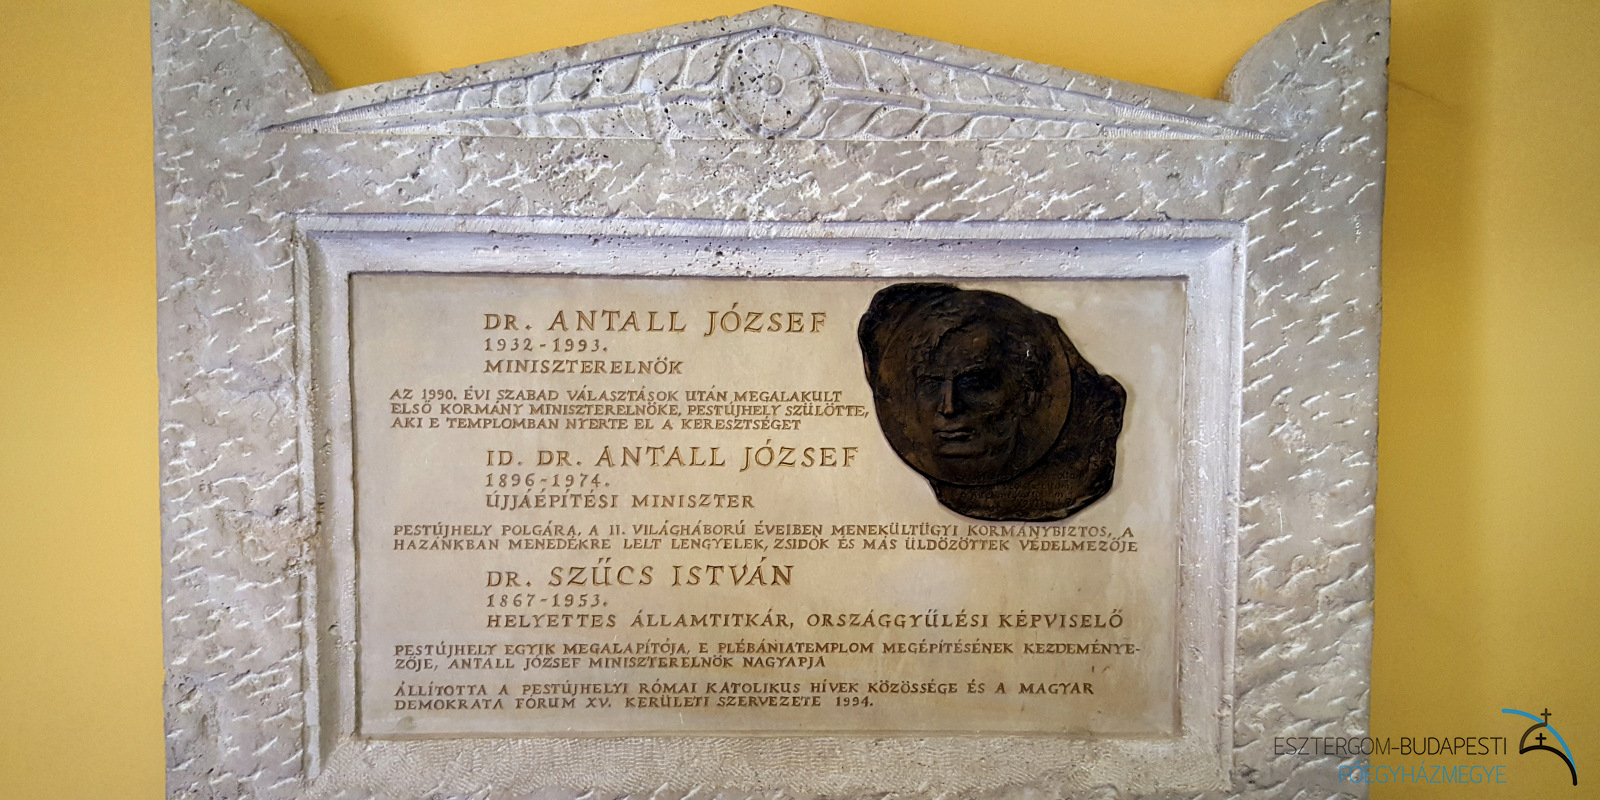 DR. ANTALL JÓZSEF
1932-1993.
MINISZTERELNÖK
AZ 1990. ÉVI SZABAD VÁLASZTÁSOK UTÁN MEGALAKULT
ELSŐ KORMÁNY MINISZTERELNÖKE, PESTÚJHELY SZÜLÖTTE,
AKI E TEMPLOMBAN NYERTE EL A KERESZTSÉGET
ID. DR. ANTALL JÓZSEF
1896-1974.
ÚJJÁÉPÍTÉSI MINISZTER
PESTÚJHELY POLGÁRA, A II. VILÁGHÁBORÚ ÉVEIBEN MENEKÜLTÜGYI KORMÁNYBIZTOS, A
HAZÁNKBAN MENEDÉKRE LELT LENGYELEK, ZSIDÓK ÉS MÁS ÜLDÖZÖTTEK VÉDELMEZŐJE
DR. SZŰCS ISTVÁN
1867-1953.
HELYETTES ÁLLAMTITKÁR, ORSZÁGGYŰLÉSI KÉPVISELŐ
PESTÚJHELY EGYIK MEGALAPÍTÓJA, E PLÉBÁNIATEMPLOM MEGÉPÍTÉSÉNEK KEZDEMÉNYE-
ZŐJE, ANTALL JÓZSEF MINISZTERELNÖK NAGYAPJA
ÁLLÍTOTTA A PESTÚJHELYI RÓMAI KATOLIKUS HÍVEK KÖZÖSSÉGE ÉS A MAGYAR
DEMOKRATA FÓRUM XV. KERÜLETI SZERVEZETE 1994.
ESZTERGOM-BUDAPESTI
FŐEGYHÁZMEGYE